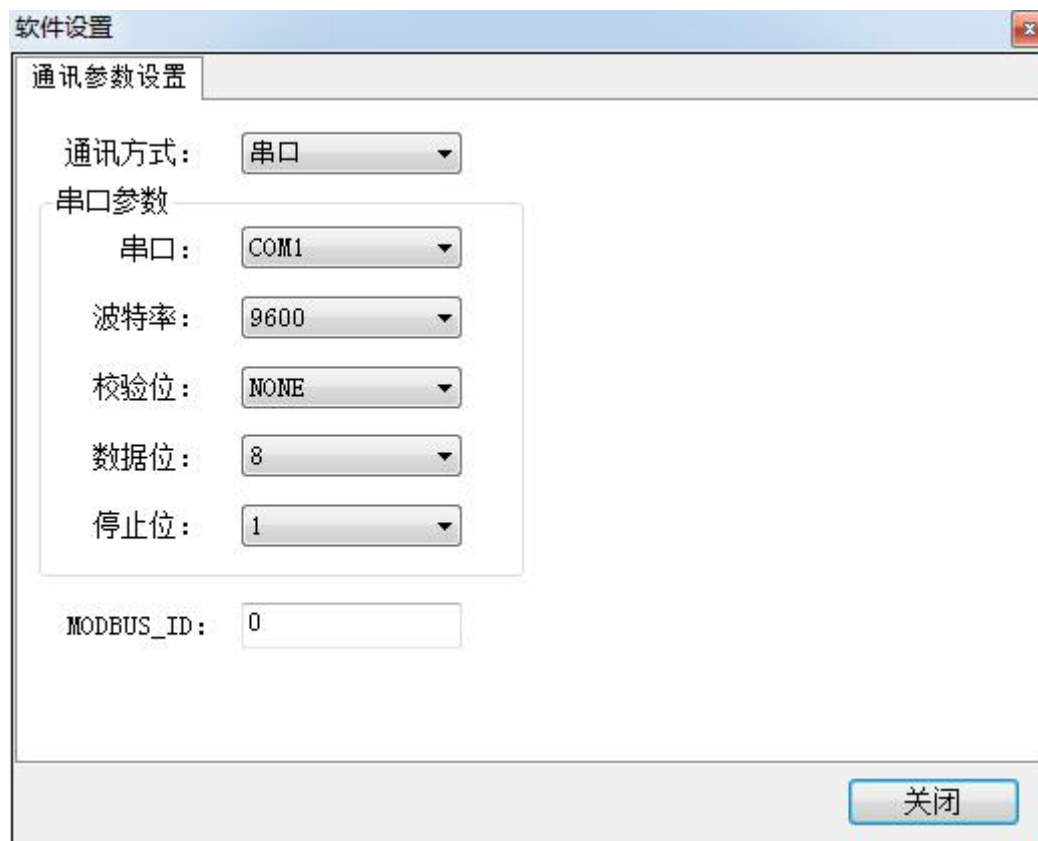 软件设置
通讯参数设置
通讯方式： 串口
串口参数
串口： COM1
波特率： 9600
校验位： NONE
数据位： 8
停止位： 1
MODBUS_ID： 0
关闭